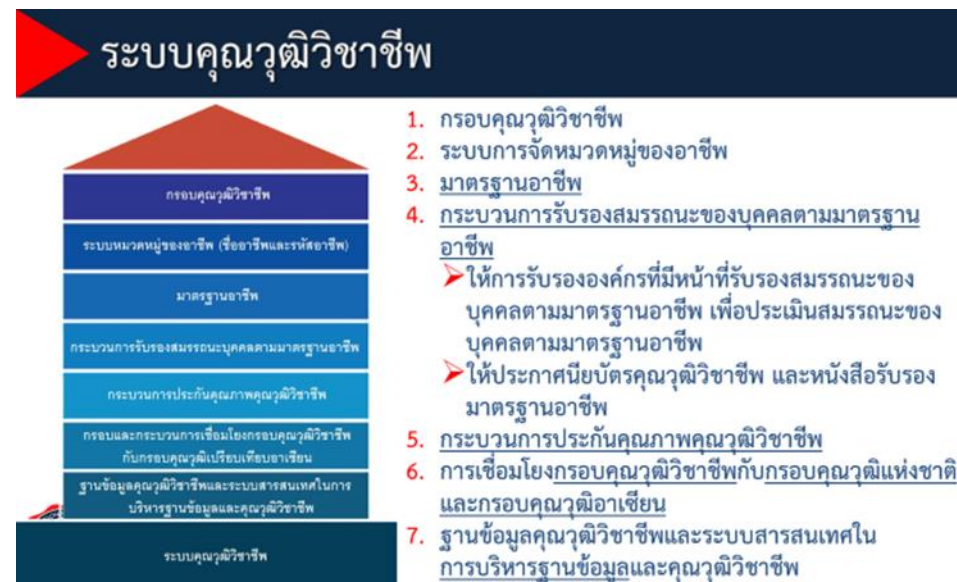 ระบบคุณวุฒิวิชาชีพ
กรอบคุณวุฒิวิชาชีพ
ระบบหมวดหมู่ของอาชีพ (ชื่ออาชีพและรหัสอาชีพ)
มาตรฐานอาชีพ
กระบวนการรับรองสมรรถนะบุคคลตามมาตรฐานอาชีพ
กระบวนการประกันคุณภาพคุณวุฒิวิชาชีพ
กรอบและกระบวนการเชื่อมโยงกรอบคุณวุฒิวิชาชีพ
กับกรอบคุณวุฒิเปรียบเทียบอาเซียน
ฐานข้อมูลคุณวุฒิวิชาชีพและระบบสารสนเทศในการ
บริหารฐานข้อมูลและคุณวุฒิวิชาชีพ
ระบบคุณวุฒิวิชาชีพ
1. กรอบคุณวุฒิวิชาชีพ
2. ระบบการจัดหมวดหมู่ของอาชีพ
3. มาตรฐานอาชีพ
4. กระบวนการรับรองสมรรถนะของบุคคลตามมาตรฐาน
อาชีพ
ให้การรับรององค์กรที่มีหน้าที่รับรองสมรรถนะของ
บุคคลตามมาตรฐานอาชีพ เพื่อประเมินสมรรถนะของ
บุคคลตามมาตรฐานอาชีพ
ให้ประกาศนียบัตรคุณวุฒิวิชาชีพ และหนังสือรับรอง
มาตรฐานอาชีพ
5. กระบวนการประกันคุณภาพคุณวุฒิวิชาชีพ
6. การเชื่อมโยงกรอบคุณวุฒิวิชาชีพกับกรอบคุณวุฒิแห่งชาติ
และกรอบคุณวุฒิอาเซียน
7. ฐานข้อมูลคุณวุฒิวิชาชีพและระบบสารสนเทศใน
การบริหารฐานข้อมูลและคุณวุฒิวิชาชีพ